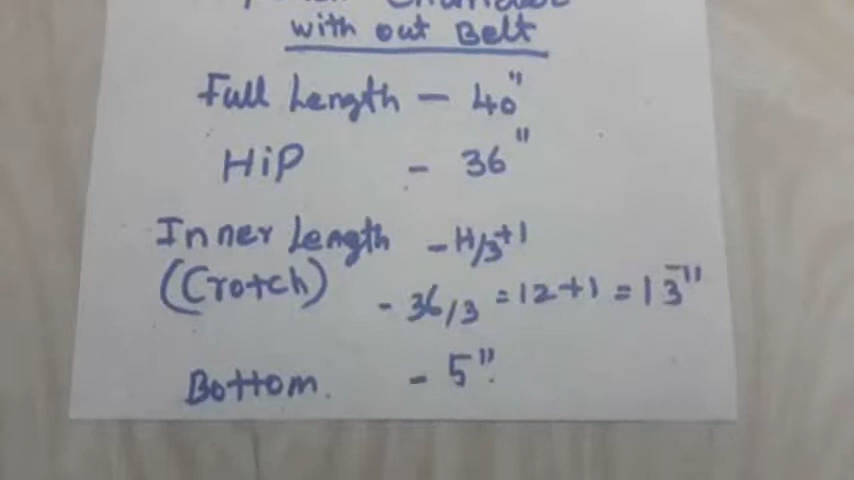 with out Belt
Full Length - 40"
HiP - 36"
Inner Length - H/3+1
(Crotch) - 36/3 = 12+1 = 13"
Bottom. - 5"